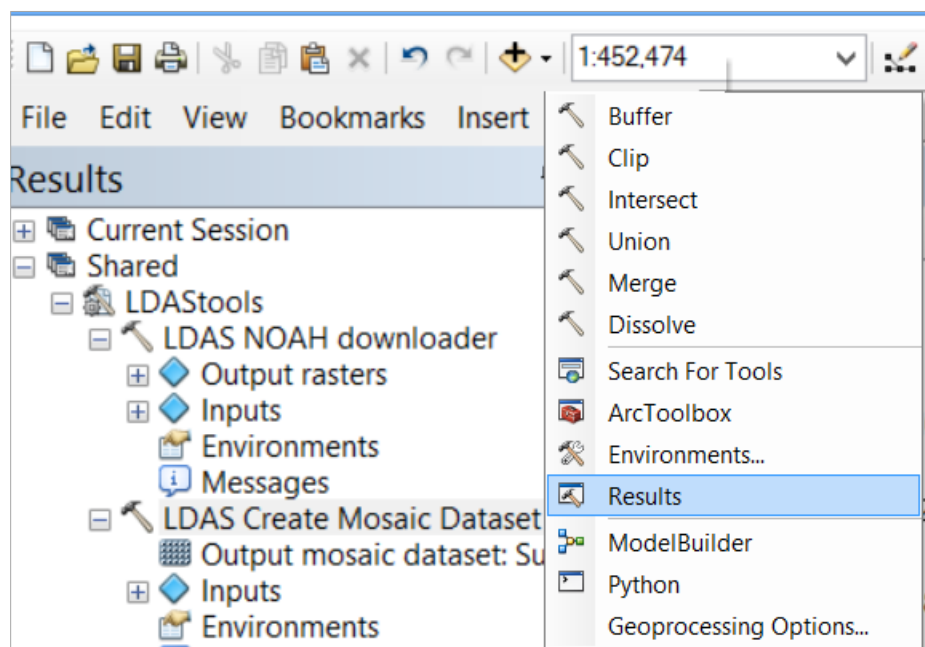 1:452,474
File Edit View Bookmarks Insert
Results
Current Session
Shared
LDAStools
LDAS NOAH downloader
Output rasters
Inputs
Environments
Messages
LDAS Create Mosaic Dataset
Output mosaic dataset: Su
Inputs
Environments
Buffer
Clip
Intersect
Union
Merge
Dissolve
Search For Tools
ArcToolbox
Environments...
Results
ModelBuilder
Python
Geoprocessing Options...